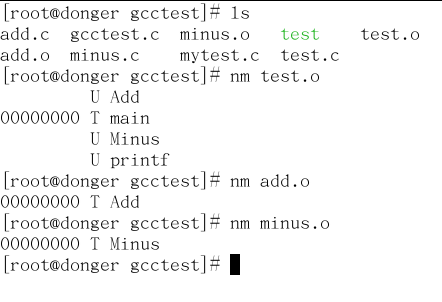 [root@donger gcctest]# ls
add.c  gcctest.c  minus.o   test    test.o
add.o  minus.c    mytest.c  test.c
[root@donger gcctest]# nm test.o
         U Add
00000000 T main
         U Minus
         U printf
[root@donger gcctest]# nm add.o
00000000 T Add
[root@donger gcctest]# nm minus.o
00000000 T Minus
[root@donger gcctest]#